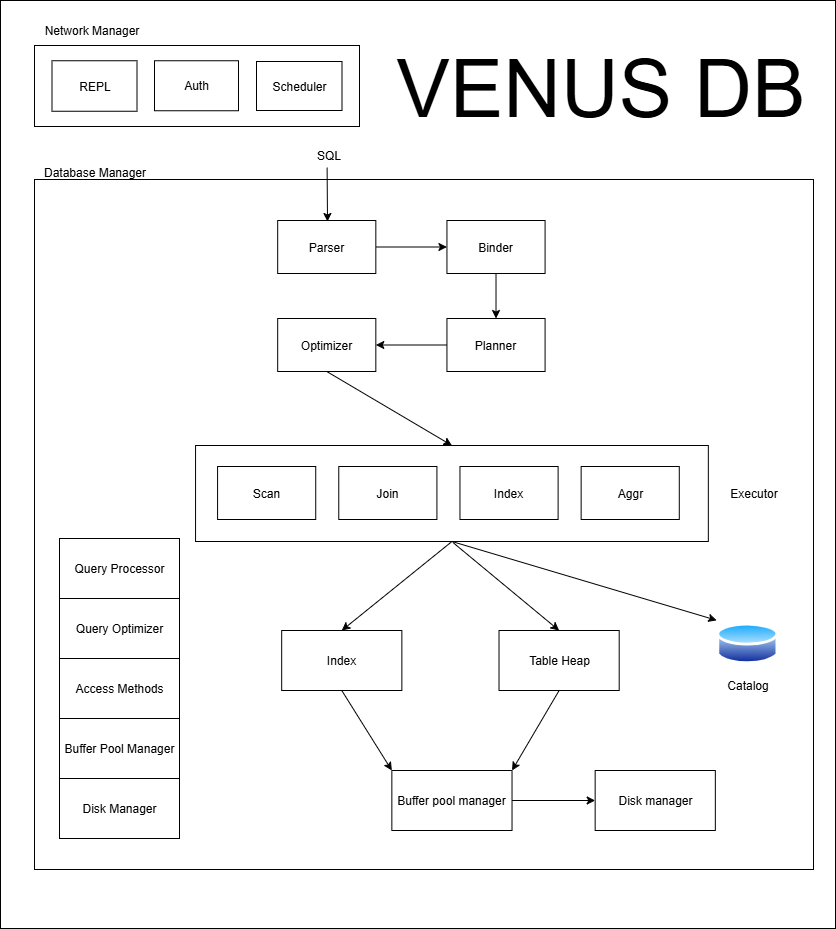 Network Manager
REPL
Auth
Scheduler
VENUS DB
SQL
Database Manager
Parser
Binder
Optimizer
Planner
Scan
Join
Index
Aggr
Executor
Query Processor
Query Optimizer
Access Methods
Buffer Pool Manager
Disk Manager
Index
Table Heap
Catalog
Buffer pool manager
Disk manager